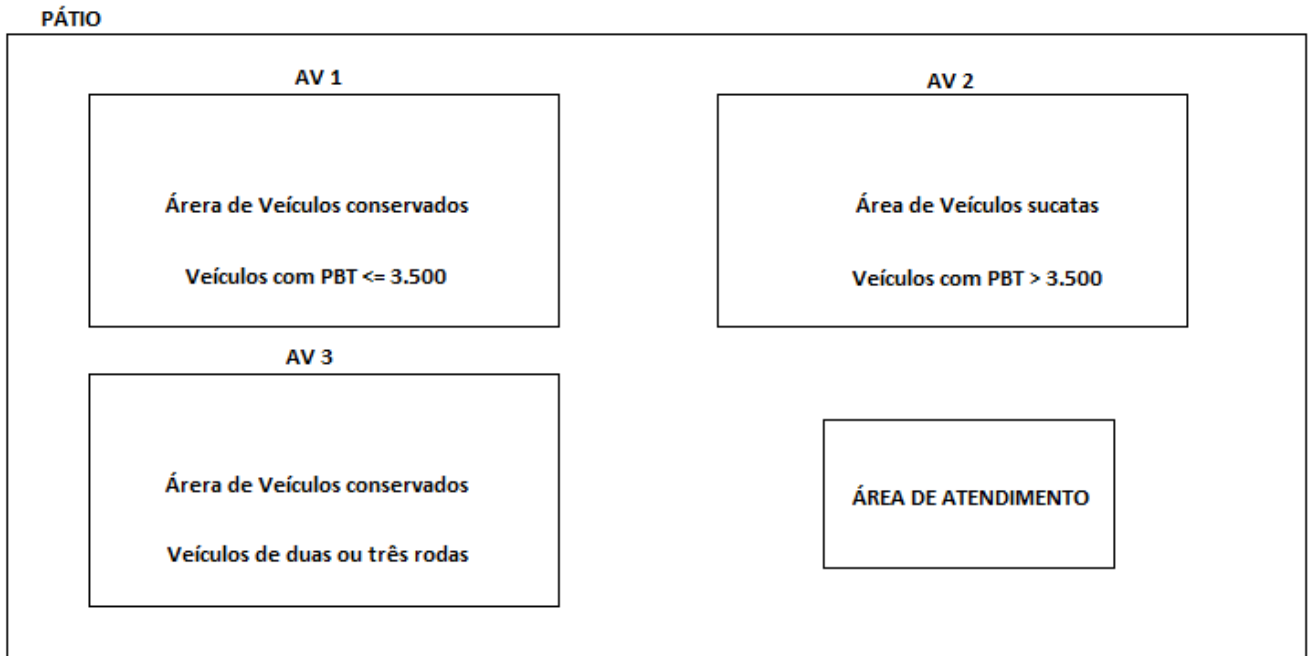 PÁTIO
AV 1
Árera de Veículos conservados
Veículos com PBT <= 3.500
AV 2
Área de Veículos sucatas
Veículos com PBT > 3.500
AV 3
Árera de Veículos conservados
Veículos de duas ou três rodas
ÁREA DE ATENDIMENTO